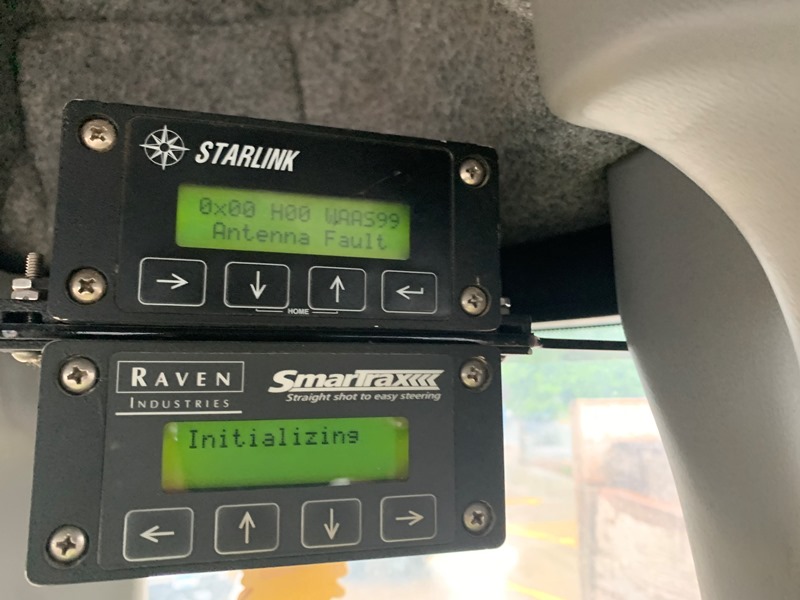 STARLINK
0x00 H00 WAAS99
Antenna Fault
HOME
RAVEN
INDUSTRIES
SmarTrax
Straight shot to easy steering
Initializing